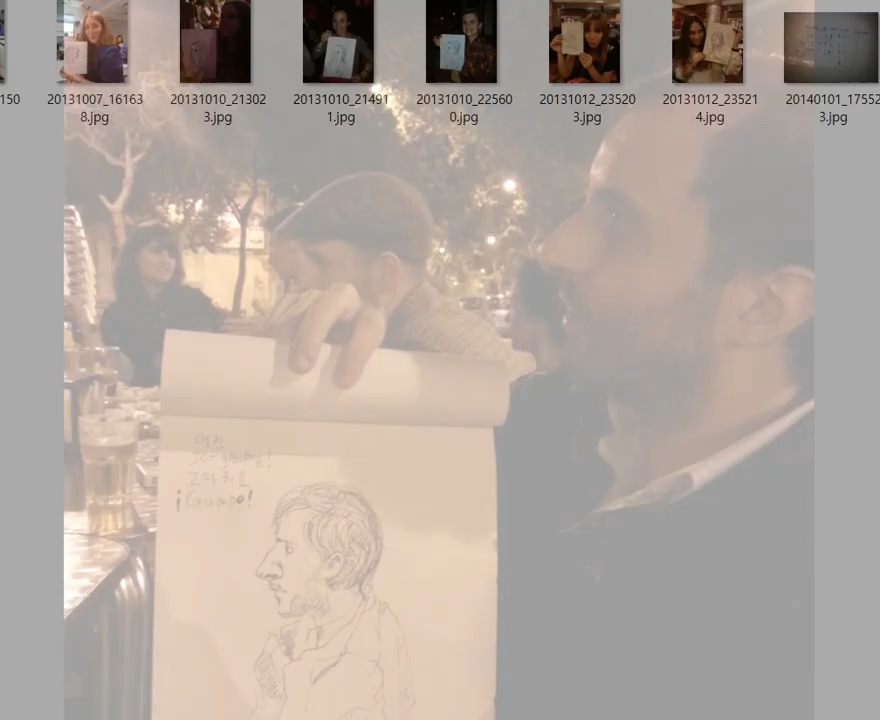 150
20131007_16163
8.jpg
20131010_21302
3.jpg
20131010_21491
1.jpg
20131010_22560
0.jpg
20131012_23520
3.jpg
20131012_23521
4.jpg
20140101_17552
3.jpg
고마워요
¡Guapo!